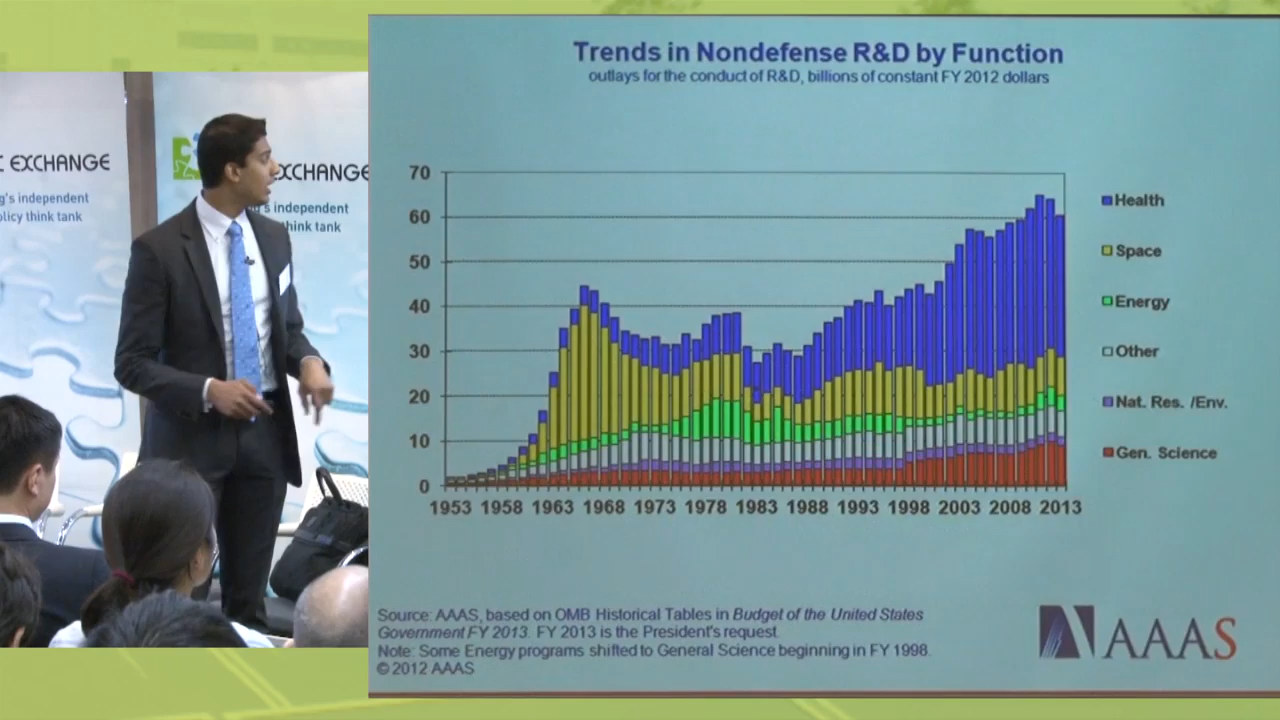 C EXCHANGE
g's independent
olicy think tank
XCHANGE
g's independent
think tank
Trends in Nondefense R&D by Function
outlays for the conduct of R&D, billions of constant FY 2012 dollars
70
60
50
40
30
20
10
0
1953 1958 1963 1968 1973 1978 1983 1988 1993 1998 2003 2008 2013
Health
Space
Energy
Other
Nat. Res. /Env.
Gen. Science
Source: AAAS, based on OMB Historical Tables in Budget of the United States
Government FY 2013. FY 2013 is the President's request.
Note: Some Energy programs shifted to General Science beginning in FY 1998.
© 2012 AAAS
AAAS